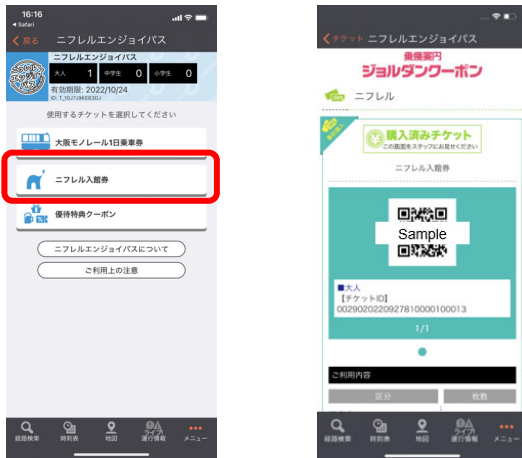 16:16
Safari
戻る
ニフレルエンジョイパス
ニフレルエンジョイパス
大人 1 中学生 0 小学生 0
有効期限: 2022/10/24
使用するチケットを選択してください
大阪モノレール1日乗車券
ニフレル入館券
優待特典クーポン
ニフレルエンジョイパスについて
ご利用上の注意
経路検索
時刻表
地図
ライブ!
運行情報
メニュー
チケット
ニフレルエンジョイパス
乗換案内
ジョルダンクーポン
ニフレル
購入済みチケット
この画面をスタッフにお見せください
ニフレル入館券
Sample
■大人
【チケットID】
0029020220927810000100013
1/1
ご利用内容
区分
枚数
経路検索
時刻表
地図
ライブ!
運行情報
メニュー